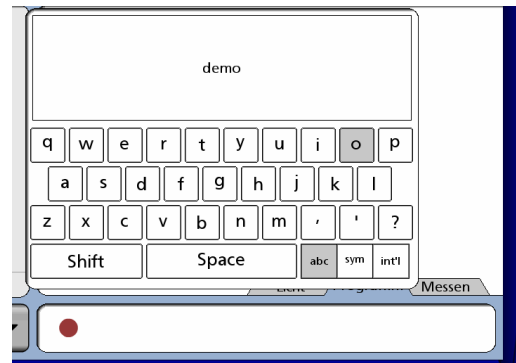 demo
q w e r t y u i o p
a s d f g h j k l
z x c v b n m , ' ?
Shift Space abc sym int'l
Messen